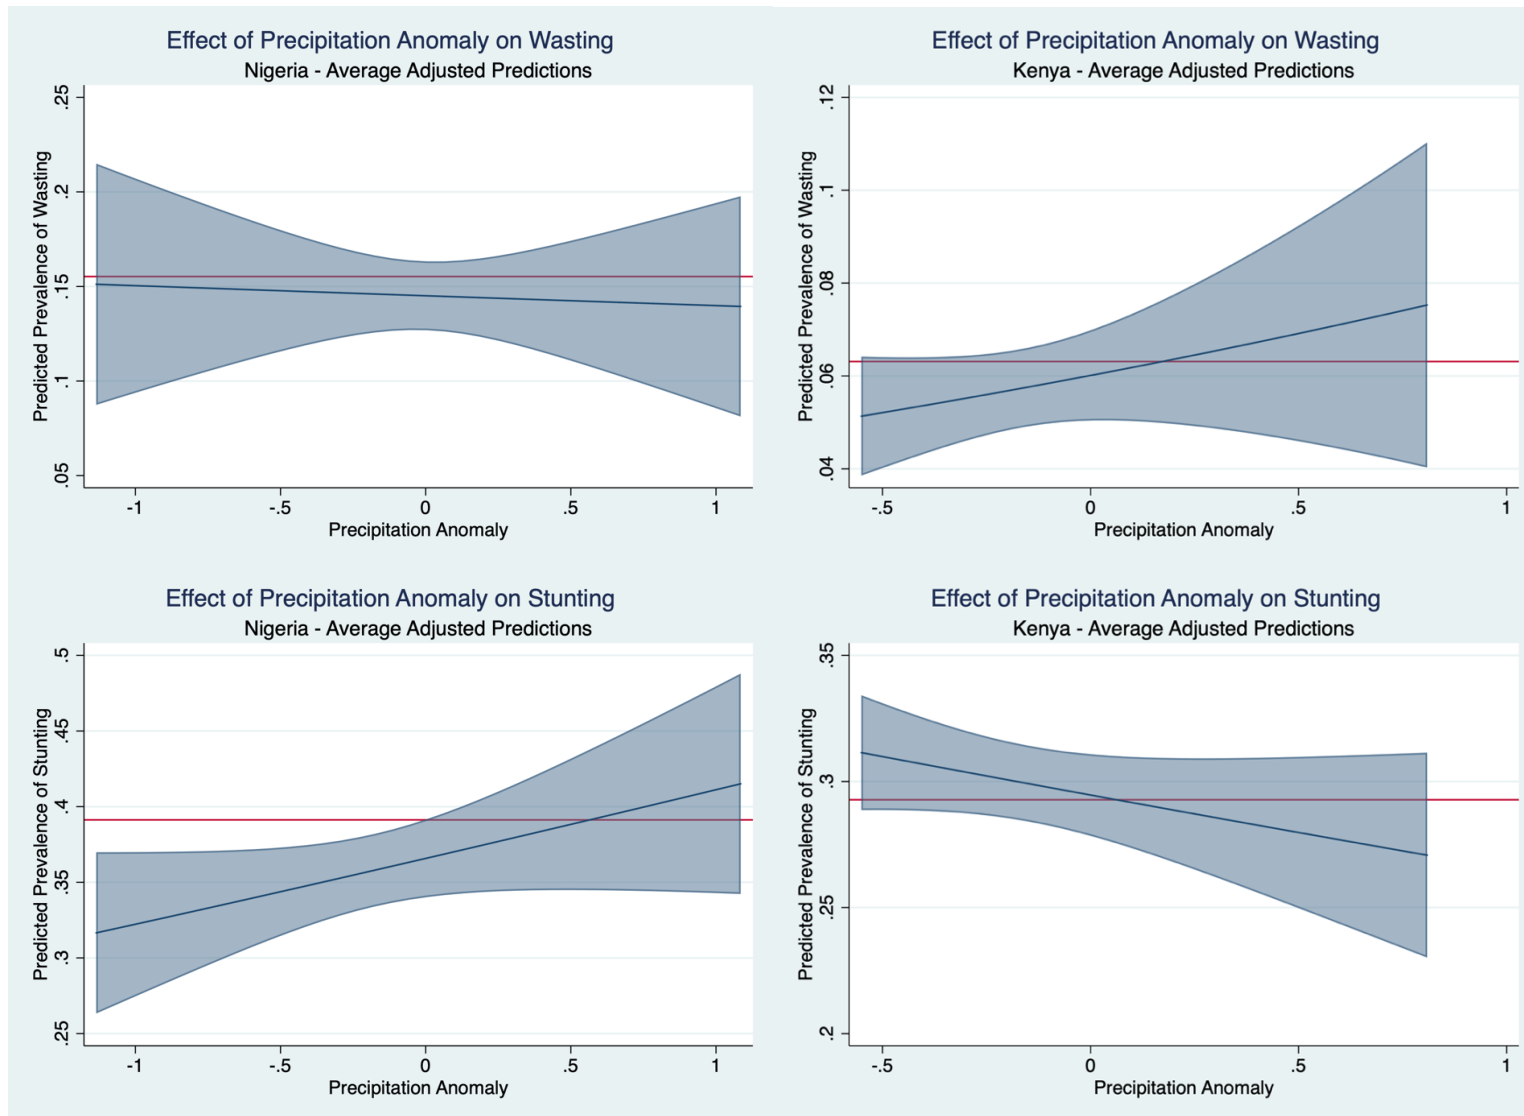 Effect of Precipitation Anomaly on Wasting
Nigeria - Average Adjusted Predictions
Predicted Prevalence of Wasting
.25
.2
.15
.1
.05
-1 -.5 0 .5 1
Precipitation Anomaly
Effect of Precipitation Anomaly on Wasting
Kenya - Average Adjusted Predictions
Predicted Prevalence of Wasting
.12
.1
.08
.06
.04
-.5 0 .5 1
Precipitation Anomaly
Effect of Precipitation Anomaly on Stunting
Nigeria - Average Adjusted Predictions
Predicted Prevalence of Stunting
.5
.45
.4
.35
.3
.25
-1 -.5 0 .5 1
Precipitation Anomaly
Effect of Precipitation Anomaly on Stunting
Kenya - Average Adjusted Predictions
Predicted Prevalence of Stunting
.35
.3
.25
.2
-.5 0 .5 1
Precipitation Anomaly